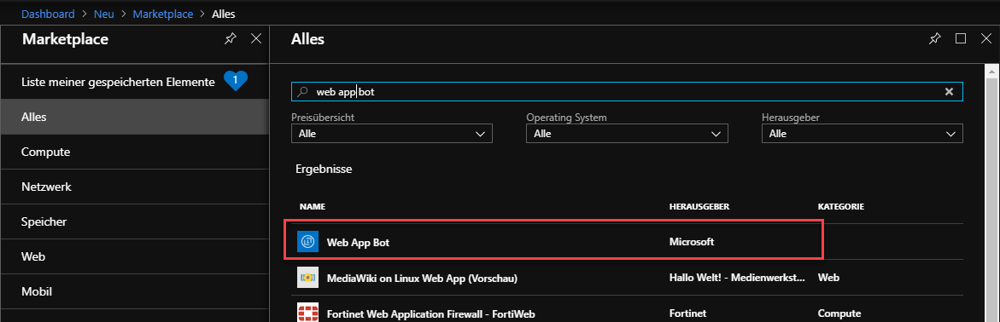 Dashboard > Neu > Marketplace > Alles
Marketplace
Liste meiner gespeicherten Elemente 1
Alles
Compute
Netzwerk
Speicher
Web
Mobil
Alles
web app bot
Preisübersicht Operating System Herausgeber
Alle Alle Alle
Ergebnisse
NAME HERAUSGEBER KATEGORIE
Web App Bot Microsoft
MediaWiki on Linux Web App (Vorschau) Hallo Welt! - Medienwerkst... Web
Fortinet Web Application Firewall - FortiWeb Fortinet Compute